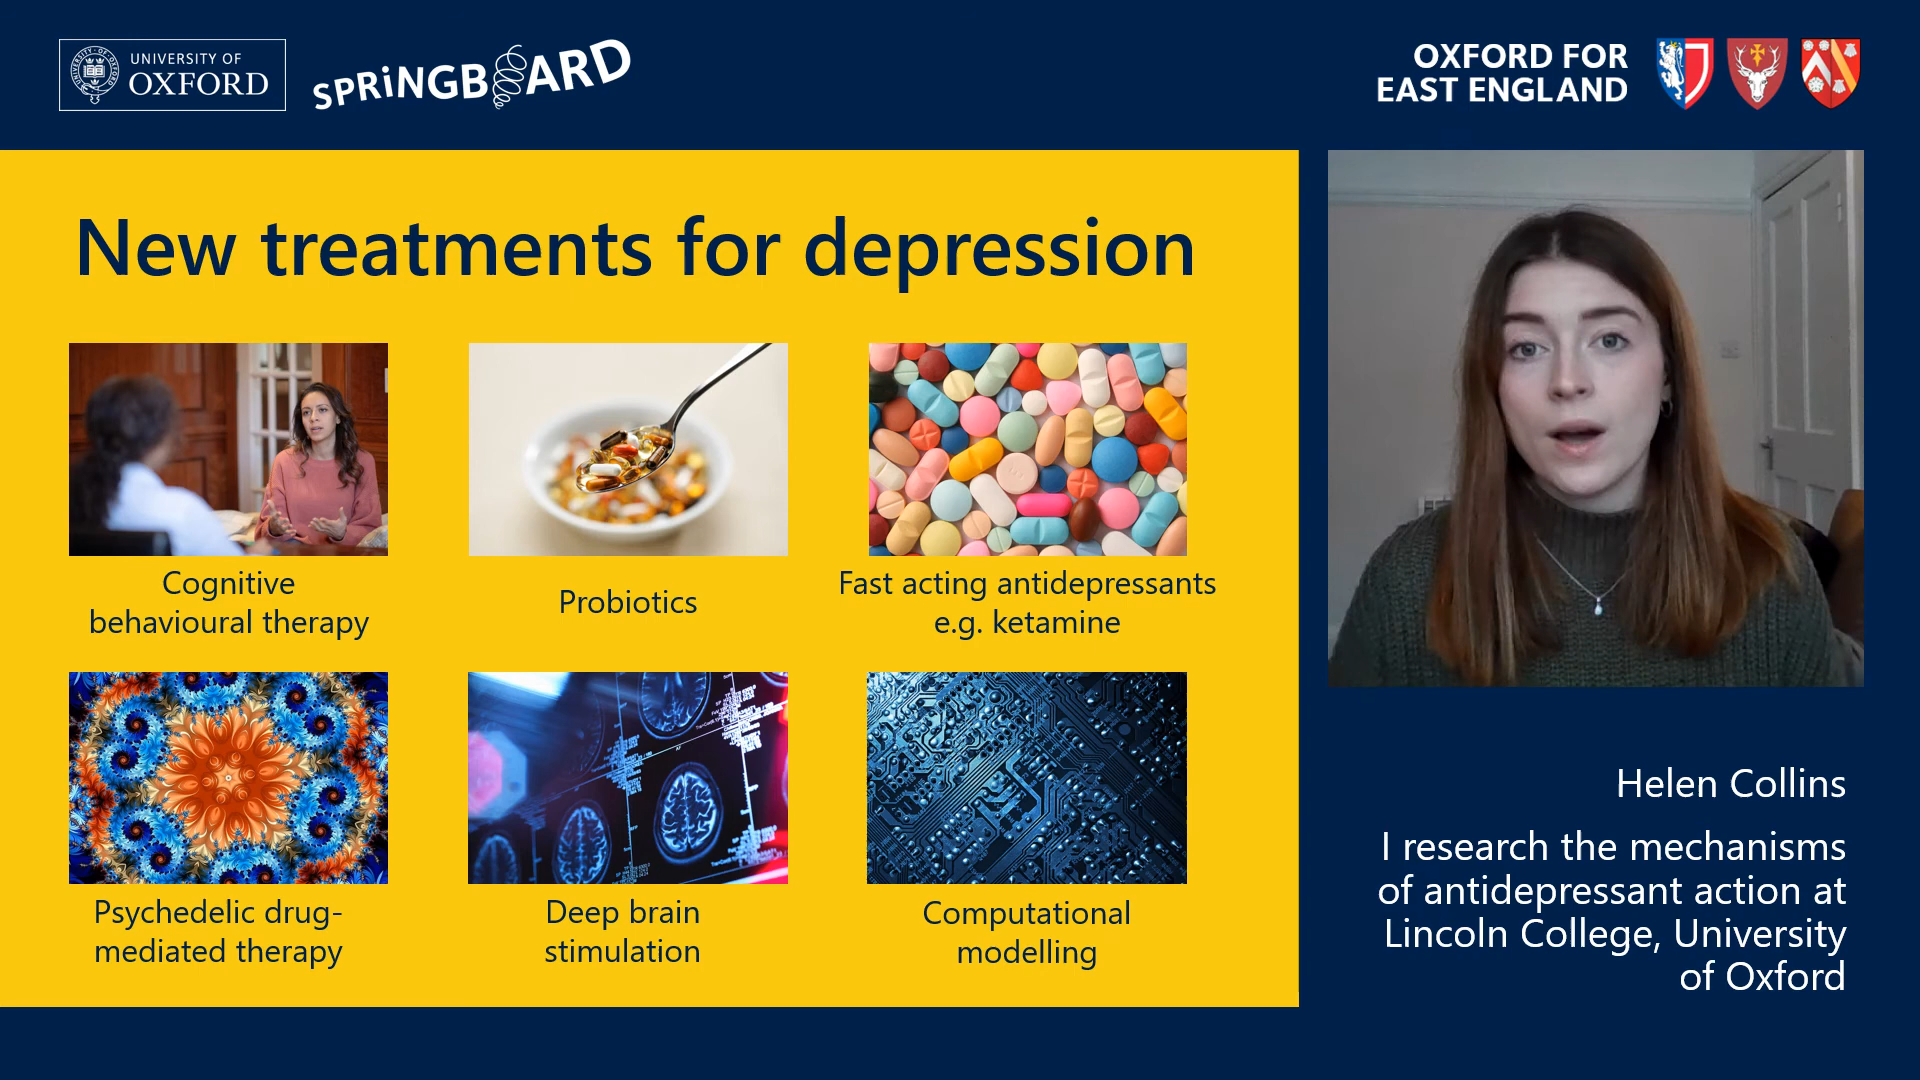 UNIVERSITY OF
OXFORD
SPRiNGBOARD
OXFORD FOR
EAST ENGLAND
New treatments for depression
Cognitive
behavioural therapy
Probiotics
Fast acting antidepressants
e.g. ketamine
Psychedelic drug-
mediated therapy
Deep brain
stimulation
Computational
modelling
Helen Collins
I research the mechanisms
of antidepressant action at
Lincoln College, University
of Oxford